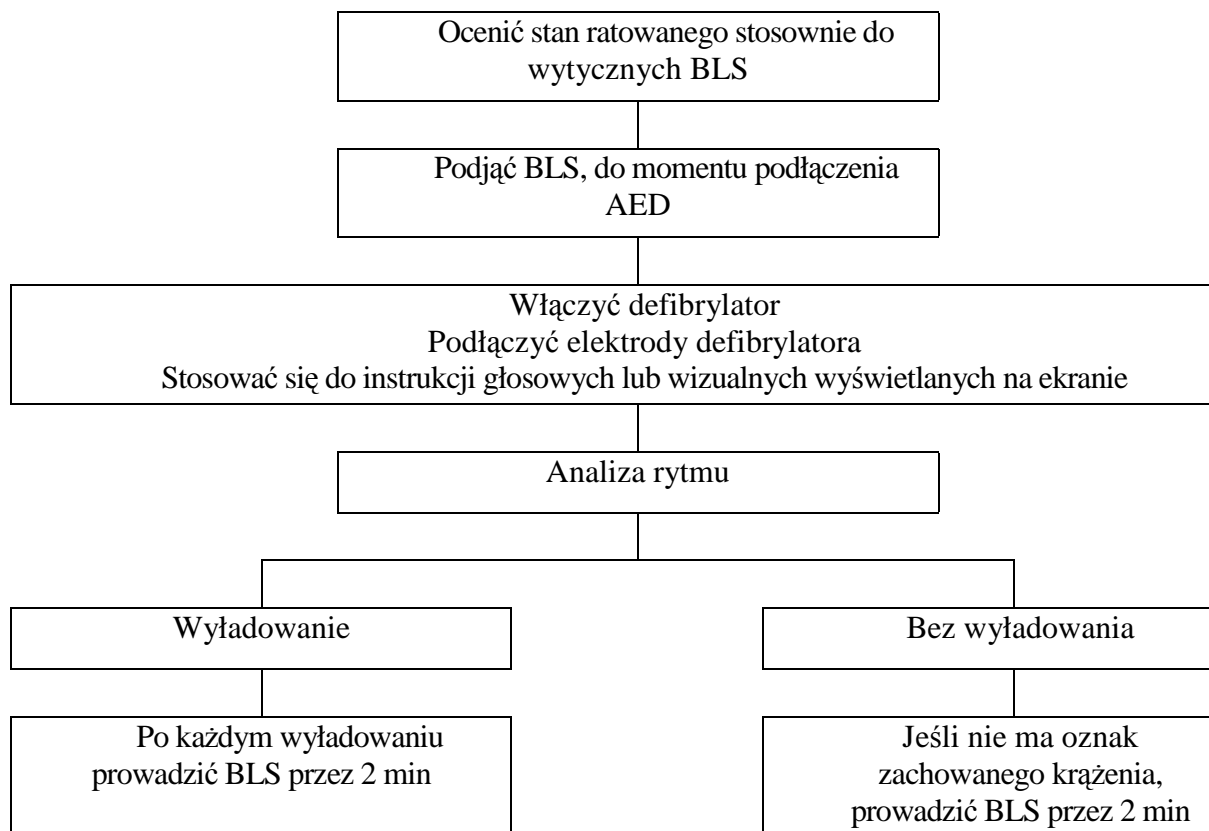 Ocenić stan ratowanego stosownie do
wytycznych BLS
Podjąć BLS, do momentu podłączenia
AED
Włączyć defibrylator
Podłączyć elektrody defibrylatora
Stosować się do instrukcji głosowych lub wizualnych wyświetlanych na ekranie
Analiza rytmu
Wyładowanie
Bez wyładowania
Po każdym wyładowaniu
prowadzić BLS przez 2 min
Jeśli nie ma oznak
zachowanego krążenia,
prowadzić BLS przez 2 min